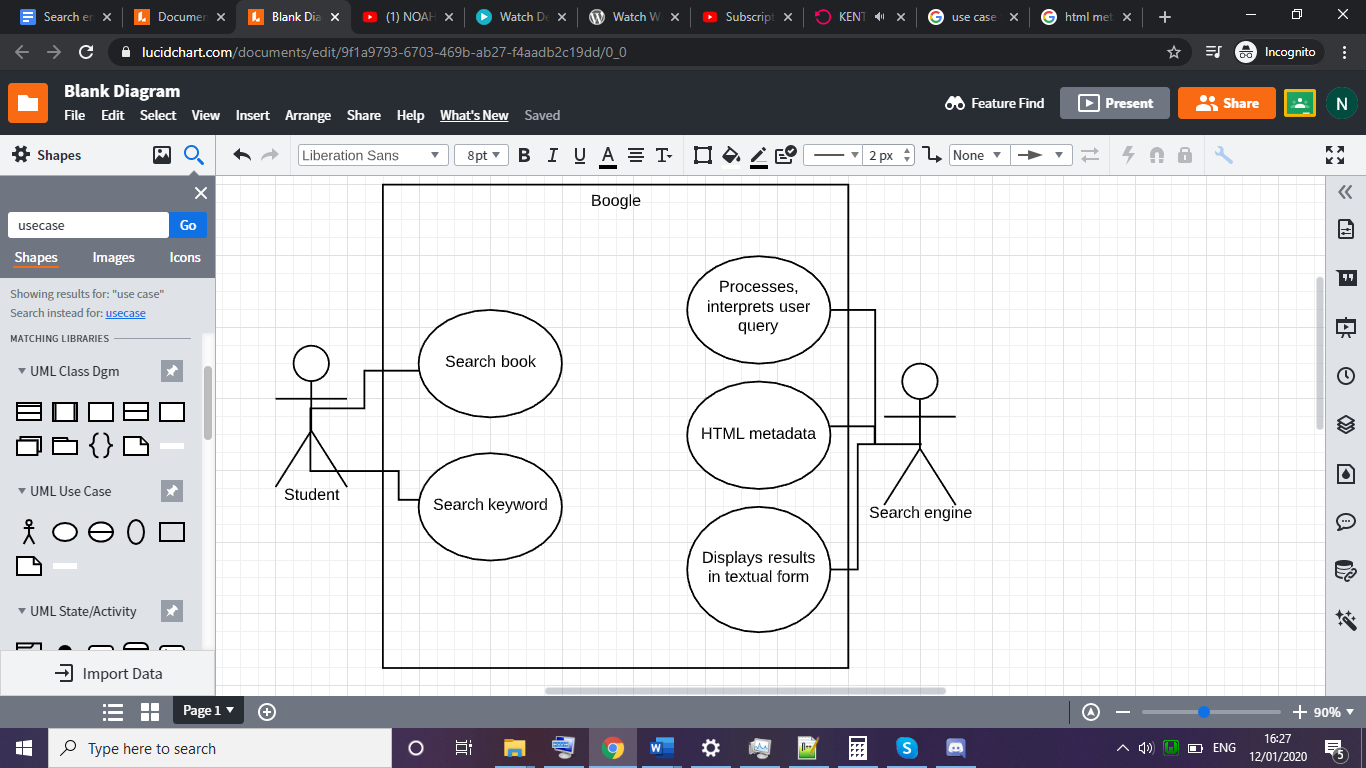 Search en
Documen
Blank Dia
(1) NOAH
Watch De
Watch W
Subscript
KENT
use case
html met
lucidchart.com/documents/edit/9f1a9793-6703-469b-ab27-f4aadb2c19dd/0_0
Incognito
Blank Diagram
File Edit Select View Insert Arrange Share Help What's New Saved
Feature Find
Present
Share
N
Shapes
Liberation Sans
8pt
B I U A T
2 px
None
usecase
Go
Shapes Images Icons
Showing results for: "use case"
Search instead for: usecase
MATCHING LIBRARIES
UML Class Dgm
UML Use Case
UML State/Activity
Import Data
Boogle
Search book
Search keyword
Student
Processes,
interprets user
query
HTML metadata
Displays results
in textual form
Search engine
Page 1
90%
Type here to search
ENG
16:27
12/01/2020
5